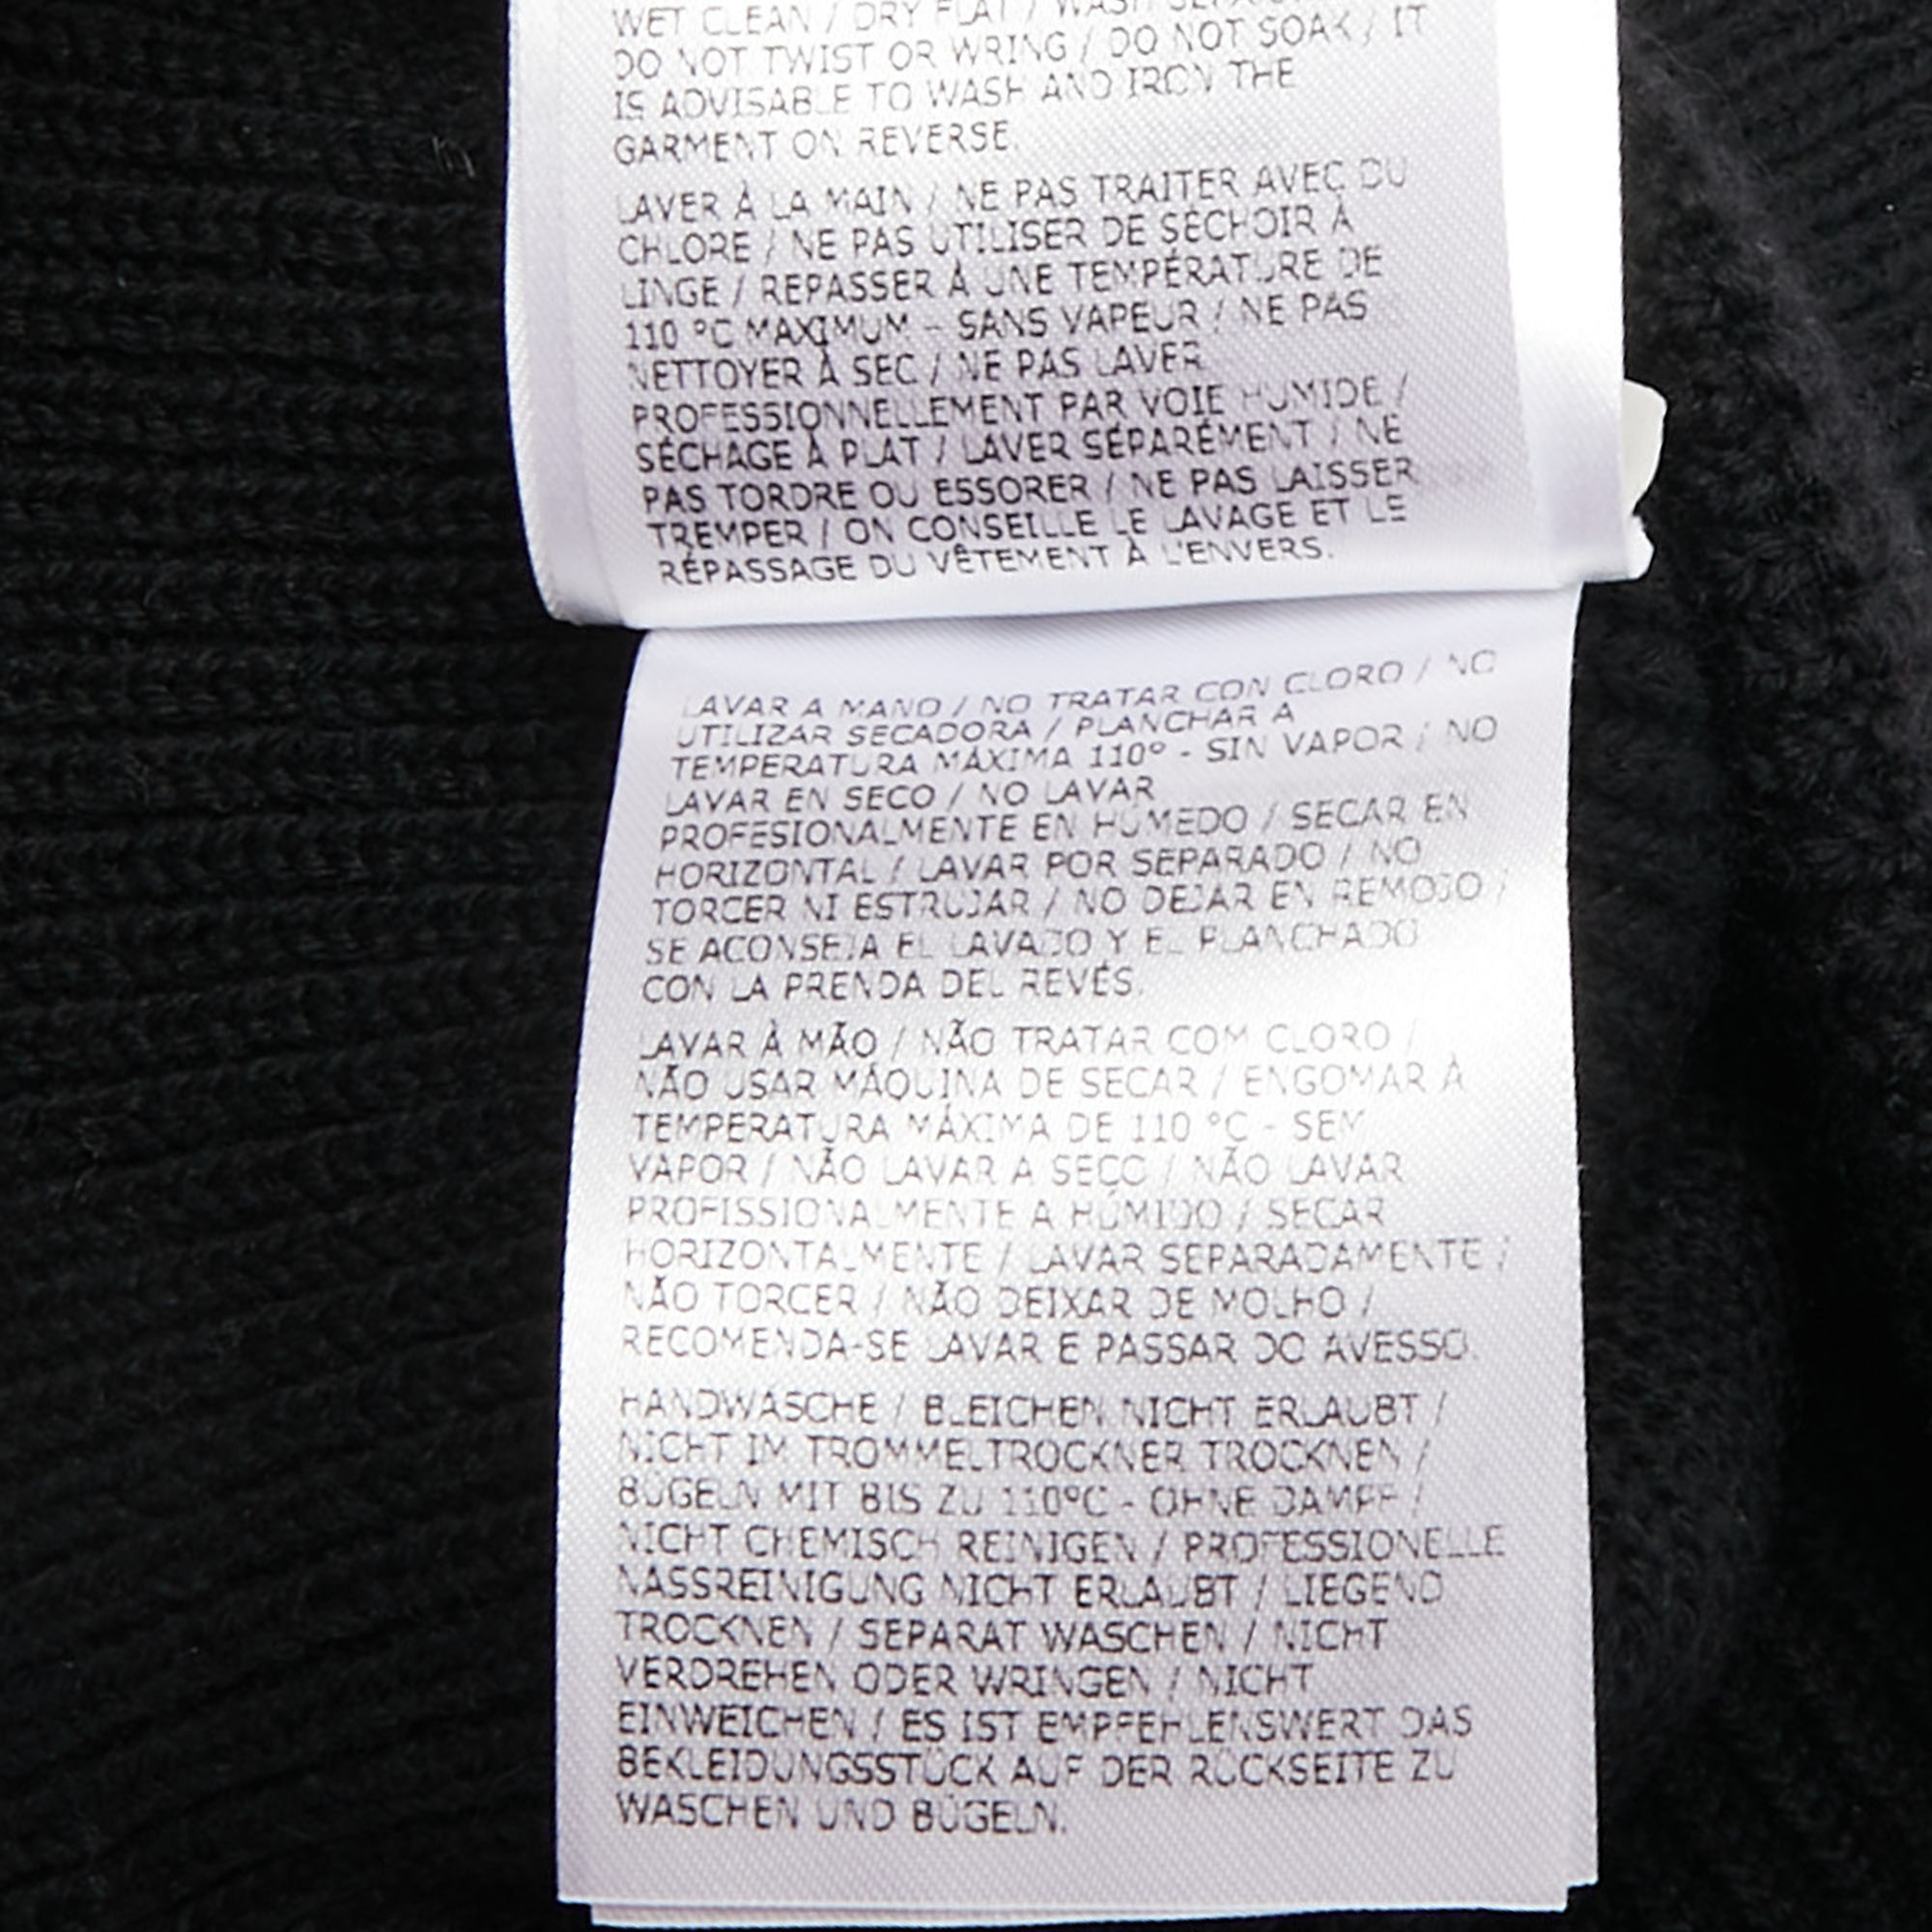 WET CLEAN / DRY FLAT / WASH
DO NOT TWIST OR WRING / DO NOT SOAK / IT
IS ADVISABLE TO WASH AND IRON THE
GARMENT ON REVERSE.
LAVER À LA MAIN / NE PAS TRAITER AVEC DU
CHLORE / NE PAS UTILISER DE SÉCHOIR À
LINGE / REPASSER À UNE TEMPÉRATURE DE
110 °C MAXIMUM – SANS VAPEUR / NE PAS
NETTOYER À SEC / NE PAS LAVER
PROFESSIONNELLEMENT PAR VOIE HUMIDE /
SÉCHAGE À PLAT / LAVER SÉPARÉMENT / NE
PAS TORDRE OU ESSORER / NE PAS LAISSER
TREMPER / ON CONSEILLE LE LAVAGE ET LE
RÉPASSAGE DU VÊTEMENT À L'ENVERS.
LAVAR A MANO / NO TRATAR CON CLORO / NO
UTILIZAR SECADORA / PLANCHAR A
TEMPERATURA MÁXIMA 110° - SIN VAPOR / NO
LAVAR EN SECO / NO LAVAR
PROFESIONALMENTE EN HÚMEDO / SECAR EN
HORIZONTAL / LAVAR POR SEPARADO / NO
TORCER NI ESTRUJAR / NO DEJAR EN REMOJO /
SE ACONSEJA EL LAVADO Y EL PLANCHADO
CON LA PRENDA DEL REVÉS.
LAVAR À MÃO / NÃO TRATAR COM CLORO /
NÃO USAR MÁQUINA DE SECAR / ENGOMAR À
TEMPERATURA MÁXIMA DE 110 °C - SEM
VAPOR / NÃO LAVAR A SECO / NÃO LAVAR
PROFISSIONALMENTE A HÚMIDO / SECAR
HORIZONTALMENTE / LAVAR SEPARADAMENTE /
NÃO TORCER / NÃO DEIXAR DE MOLHO /
RECOMENDA-SE LAVAR E PASSAR DO AVESSO.
HANDWÄSCHE / BLEICHEN NICHT ERLAUBT /
NICHT IM TROMMELTROCKNER TROCKNEN /
BÜGELN MIT BIS ZU 110°C - OHNE DAMPF /
NICHT CHEMISCH REINIGEN / PROFESSIONELLE
NASSREINIGUNG NICHT ERLAUBT / LIEGEND
TROCKNEN / SEPARAT WASCHEN / NICHT
VERDREHEN ODER WRINGEN / NICHT
EINWEICHEN / ES IST EMPFEHLENSWERT DAS
BEKLEIDUNGSSTÜCK AUF DER RÜCKSEITE ZU
WASCHEN UND BÜGELN.